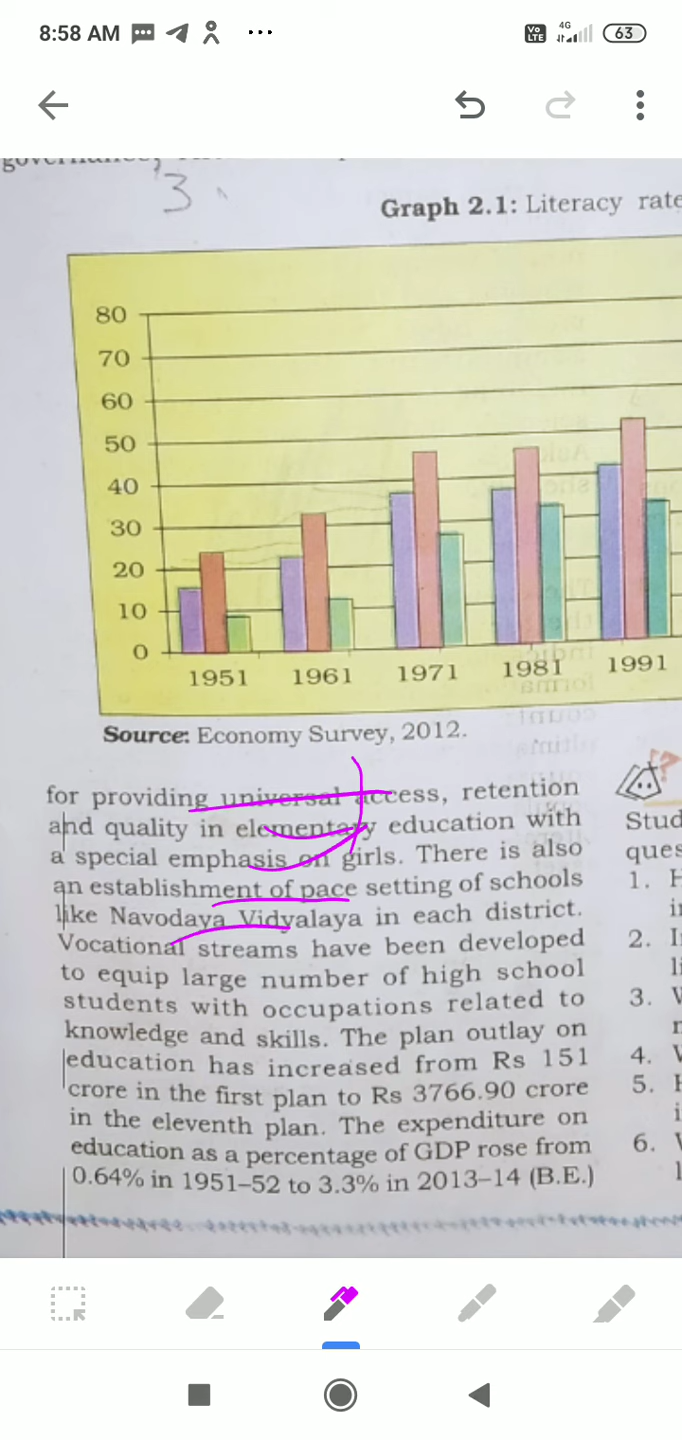 8:58 AM
Vo LTE 4G 63
3
Graph 2.1: Literacy rate
80
70
60
50
40
30
20
10
0
1951 1961 1971 1981 1991
Source: Economy Survey, 2012.
for providing universal access, retention
and quality in elementary education with
a special emphasis on girls. There is also
an establishment of pace setting of schools
like Navodaya Vidyalaya in each district.
Vocational streams have been developed
to equip large number of high school
students with occupations related to
knowledge and skills. The plan outlay on
education has increased from Rs 151
crore in the first plan to Rs 3766.90 crore
in the eleventh plan. The expenditure on
education as a percentage of GDP rose from
0.64% in 1951–52 to 3.3% in 2013–14 (B.E.)
?
Stud
ques
1. H
i
2. I
li
3. W
4. V
5. H
i
6. W
l